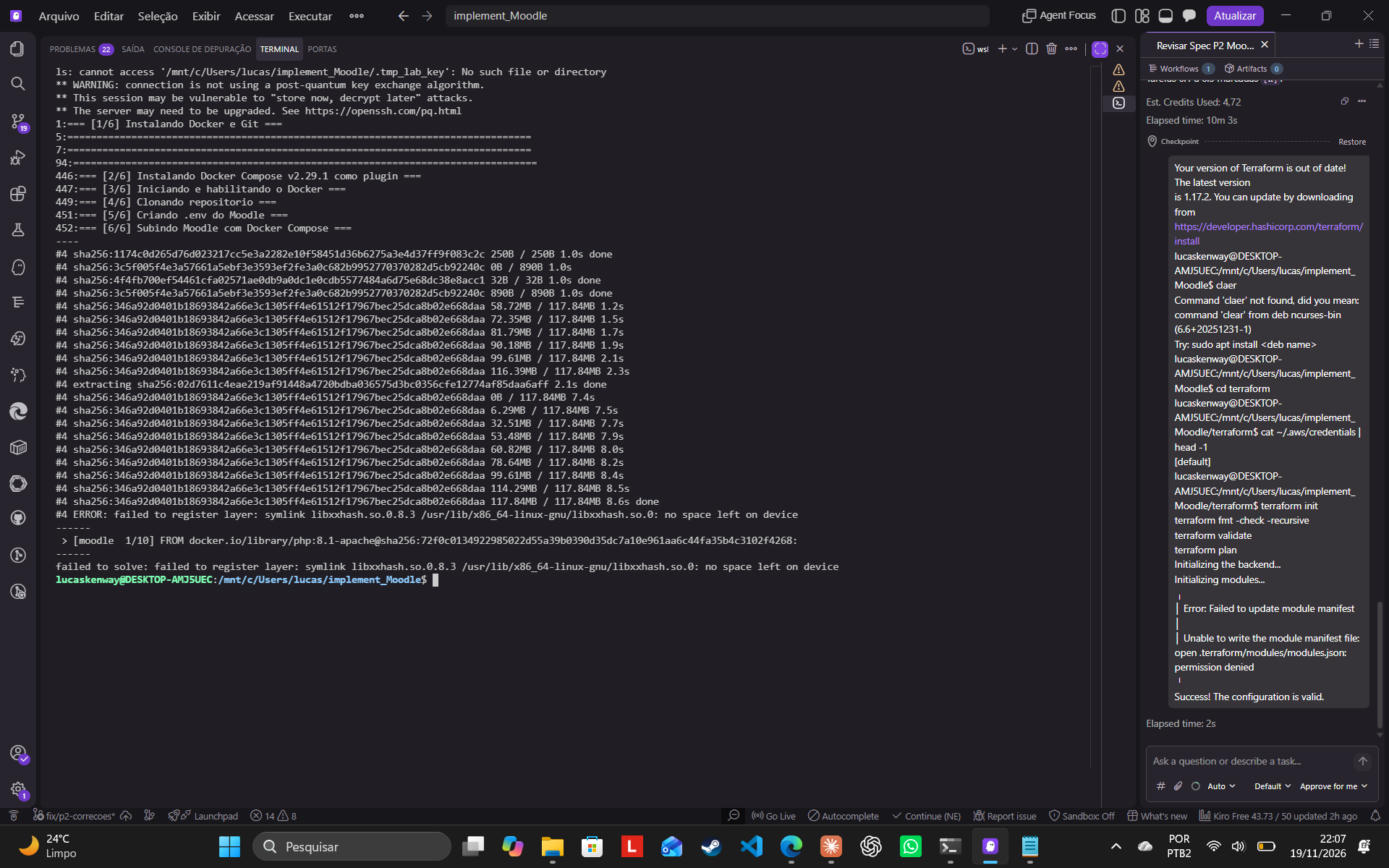 Arquivo Editar Seleção Exibir Acessar Executar
implement_Moodle
Agent Focus
Atualizar
PROBLEMAS 22 SAÍDA CONSOLE DE DEPURAÇÃO TERMINAL PORTAS
wsl
ls: cannot access '/mnt/c/Users/lucas/implement_Moodle/.tmp_lab_key': No such file or directory
** WARNING: connection is not using a post-quantum key exchange algorithm.
** This session may be vulnerable to "store now, decrypt later" attacks.
** The server may need to be upgraded. See https://openssh.com/pq.html
1:=== [1/6] Instalando Docker e Git ===
5:================================================================================
7:================================================================================
94:================================================================================
446:=== [2/6] Instalando Docker Compose v2.29.1 como plugin ===
447:=== [3/6] Iniciando e habilitando o Docker ===
449:=== [4/6] Clonando repositorio ===
451:=== [5/6] Criando .env do Moodle ===
452:=== [6/6] Subindo Moodle com Docker Compose ===
----
#4 sha256:1174c0d265d76d023217cc5e3a2282e10f58451d36b6275a3e4d37ff9f083c2c 250B / 250B 1.0s done
#4 sha256:3c5f005f4e3a57661a5ebf3e3593ef2fe3a0c682b9952770370282d5cb92240c 0B / 890B 1.0s
#4 sha256:4f4fb700ef54461cfa02571ae0db9a0dc1e0cdb5577484a6d75e68dc38e8acc1 32B / 32B 1.0s done
#4 sha256:3c5f005f4e3a57661a5ebf3e3593ef2fe3a0c682b9952770370282d5cb92240c 890B / 890B 1.0s done
#4 sha256:346a92d0401b18693842a66e3c1305ff4e61512f17967bec25dca8b02e668daa 58.72MB / 117.84MB 1.2s
#4 sha256:346a92d0401b18693842a66e3c1305ff4e61512f17967bec25dca8b02e668daa 72.35MB / 117.84MB 1.5s
#4 sha256:346a92d0401b18693842a66e3c1305ff4e61512f17967bec25dca8b02e668daa 81.79MB / 117.84MB 1.7s
#4 sha256:346a92d0401b18693842a66e3c1305ff4e61512f17967bec25dca8b02e668daa 90.18MB / 117.84MB 1.9s
#4 sha256:346a92d0401b18693842a66e3c1305ff4e61512f17967bec25dca8b02e668daa 99.61MB / 117.84MB 2.1s
#4 sha256:346a92d0401b18693842a66e3c1305ff4e61512f17967bec25dca8b02e668daa 116.39MB / 117.84MB 2.3s
#4 extracting sha256:02d7611c4eae219af91448a4720bdba036575d3bc0356cfe12774af85daa6aff 2.1s done
#4 sha256:346a92d0401b18693842a66e3c1305ff4e61512f17967bec25dca8b02e668daa 0B / 117.84MB 7.4s
#4 sha256:346a92d0401b18693842a66e3c1305ff4e61512f17967bec25dca8b02e668daa 6.29MB / 117.84MB 7.5s
#4 sha256:346a92d0401b18693842a66e3c1305ff4e61512f17967bec25dca8b02e668daa 32.51MB / 117.84MB 7.7s
#4 sha256:346a92d0401b18693842a66e3c1305ff4e61512f17967bec25dca8b02e668daa 53.48MB / 117.84MB 7.9s
#4 sha256:346a92d0401b18693842a66e3c1305ff4e61512f17967bec25dca8b02e668daa 60.82MB / 117.84MB 8.0s
#4 sha256:346a92d0401b18693842a66e3c1305ff4e61512f17967bec25dca8b02e668daa 78.64MB / 117.84MB 8.2s
#4 sha256:346a92d0401b18693842a66e3c1305ff4e61512f17967bec25dca8b02e668daa 99.61MB / 117.84MB 8.4s
#4 sha256:346a92d0401b18693842a66e3c1305ff4e61512f17967bec25dca8b02e668daa 114.29MB / 117.84MB 8.5s
#4 sha256:346a92d0401b18693842a66e3c1305ff4e61512f17967bec25dca8b02e668daa 117.84MB / 117.84MB 8.6s done
#4 ERROR: failed to register layer: symlink libxxhash.so.0.8.3 /usr/lib/x86_64-linux-gnu/libxxhash.so.0: no space left on device
------
> [moodle 1/10] FROM docker.io/library/php:8.1-apache@sha256:72f0c0134922985022d55a39b0390d35dc7a10e961aa6c44fa35b4c3102f4268:
------
failed to solve: failed to register layer: symlink libxxhash.so.0.8.3 /usr/lib/x86_64-linux-gnu/libxxhash.so.0: no space left on device
lucaskenway@DESKTOP-AMJ5UEC:/mnt/c/Users/lucas/implement_Moodle$
Revisar Spec P2 Moo...
Workflows 1 Artifacts 0
Est. Credits Used: 4,72
Elapsed time: 10m 3s
Checkpoint Restore
Your version of Terraform is out of date!
The latest version
is 1.17.2. You can update by downloading
from
https://developer.hashicorp.com/terraform/
install
lucaskenway@DESKTOP-
AMJ5UEC:/mnt/c/Users/lucas/implement_
Moodle$ claer
Command 'claer' not found, did you mean:
command 'clear' from deb ncurses-bin
(6.6+20251231-1)
Try: sudo apt install <deb name>
lucaskenway@DESKTOP-
AMJ5UEC:/mnt/c/Users/lucas/implement_
Moodle$ cd terraform
lucaskenway@DESKTOP-
AMJ5UEC:/mnt/c/Users/lucas/implement_
Moodle/terraform$ cat ~/.aws/credentials |
head -1
[default]
lucaskenway@DESKTOP-
AMJ5UEC:/mnt/c/Users/lucas/implement_
Moodle/terraform$ terraform init
terraform fmt -check -recursive
terraform validate
terraform plan
Initializing the backend...
Initializing modules...
╷
│ Error: Failed to update module manifest
│
│ Unable to write the module manifest file:
open .terraform/modules/modules.json:
permission denied
╵
Success! The configuration is valid.
Elapsed time: 2s
Ask a question or describe a task...
# Auto Default Approve for me
fix/p2-correcoes* Launchpad 14 8
Go Live Autocomplete Continue (NE) Report issue Sandbox: Off What's new Kiro Free 43.73 / 50 updated 2h ago
24°C
Limpo
Pesquisar
POR
PTB2
22:07
19/11/2026